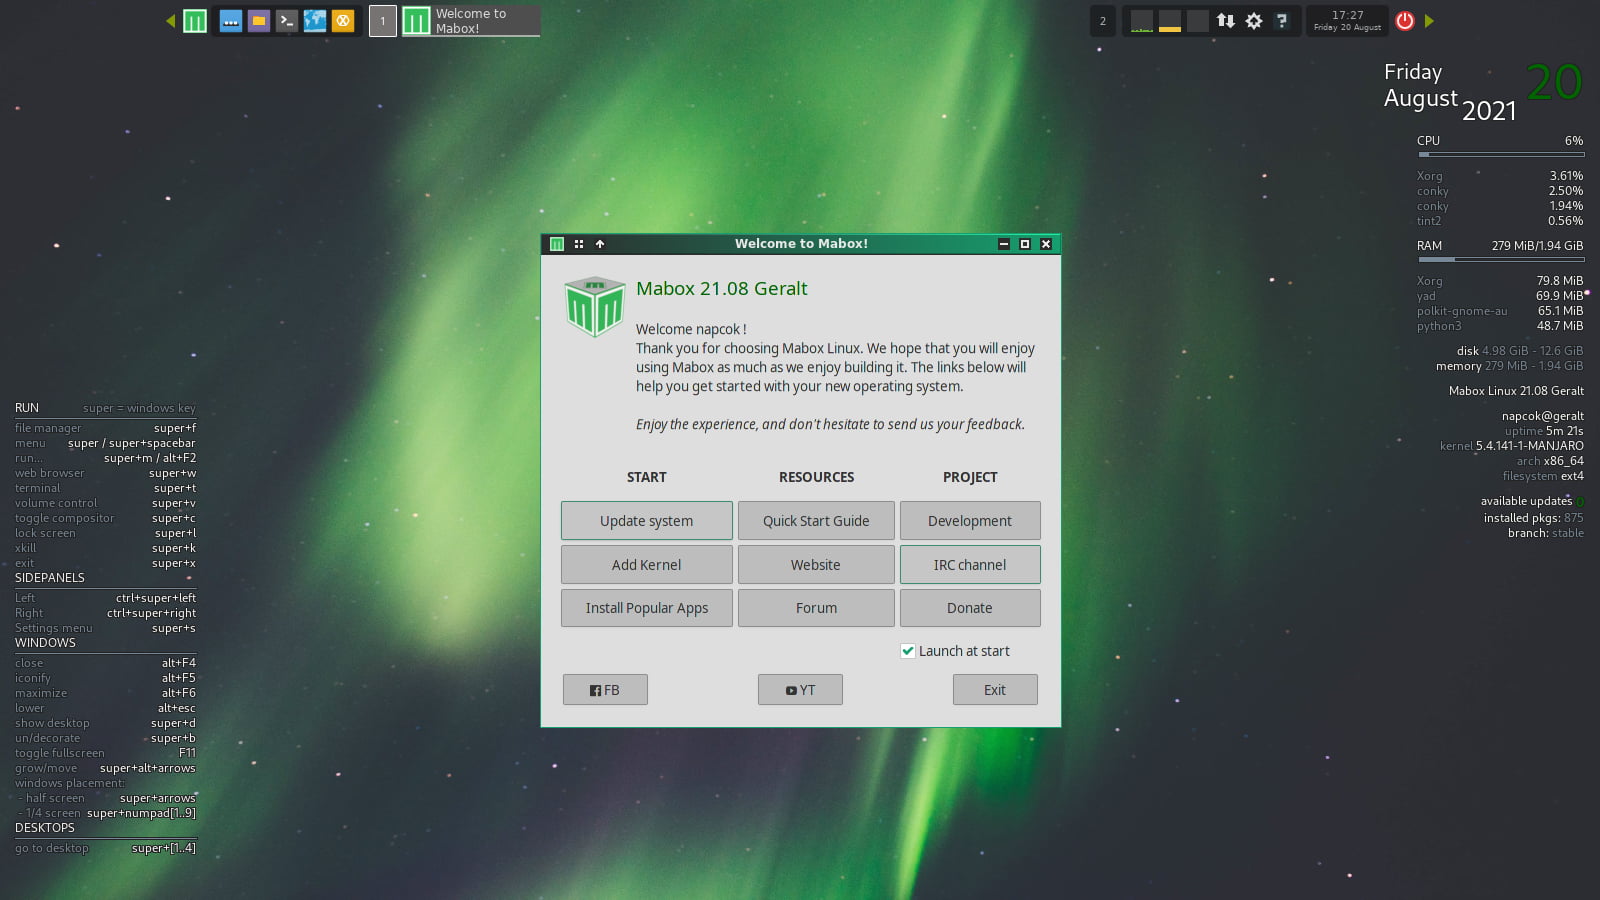 1
Welcome to
Mabox!
2
17:27
Friday 20 August
Friday
August
2021
20
CPU 6%
Xorg 3.61%
conky 2.50%
conky 1.94%
tint2 0.56%
RAM 279 MiB/1.94 GiB
Xorg 79.8 MiB
yad 69.9 MiB
polkit-gnome-au 65.1 MiB
python3 48.7 MiB
disk 4.98 GiB - 12.6 GiB
memory 279 MiB - 1.94 GiB
Mabox Linux 21.08 Geralt
napcok@geralt
uptime 5m 21s
kernel 5.4.141-1-MANJARO
arch x86_64
filesystem ext4
available updates 0
installed pkgs: 875
branch: stable
Welcome to Mabox!
Mabox 21.08 Geralt
Welcome napcok !
Thank you for choosing Mabox Linux. We hope that you will enjoy
using Mabox as much as we enjoy building it. The links below will
help you get started with your new operating system.
Enjoy the experience, and don't hesitate to send us your feedback.
START RESOURCES PROJECT
Update system Quick Start Guide Development
Add Kernel Website IRC channel
Install Popular Apps Forum Donate
Launch at start
FB YT Exit
RUN super = windows key
file manager super+f
menu super / super+spacebar
run... super+m / alt+F2
web browser super+w
terminal super+t
volume control super+v
toggle compositor super+c
lock screen super+l
xkill super+k
exit super+x
SIDEPANELS
Left ctrl+super+left
Right ctrl+super+right
Settings menu super+s
WINDOWS
close alt+F4
iconify alt+F5
maximize alt+F6
lower alt+esc
show desktop super+d
un/decorate super+b
toggle fullscreen F11
grow/move super+alt+arrows
windows placement:
- half screen super+arrows
- 1/4 screen super+numpad[1..9]
DESKTOPS
go to desktop super+[1..4]